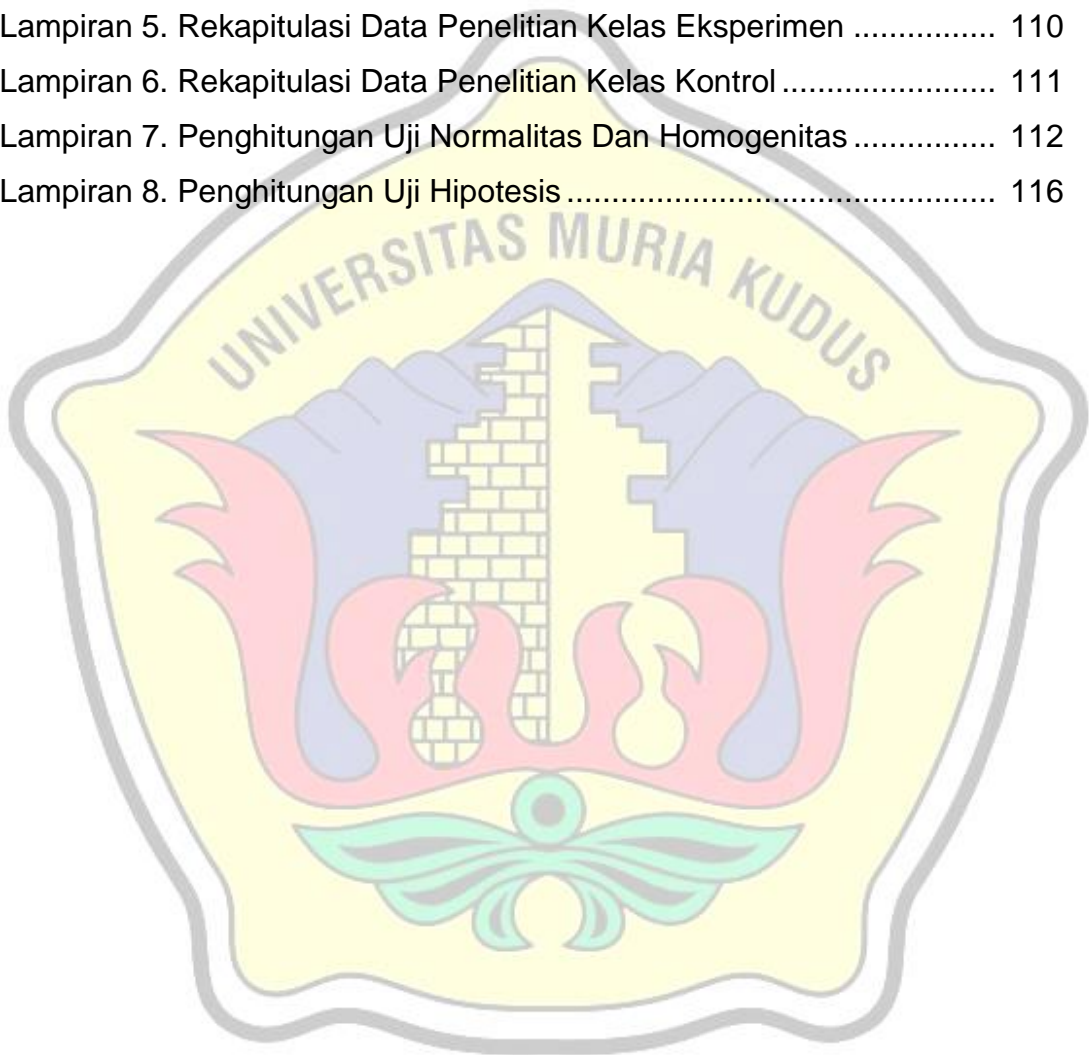 Lampiran 5. Rekapitulasi Data Penelitian Kelas Eksperimen ................ 110
Lampiran 6. Rekapitulasi Data Penelitian Kelas Kontrol ........................ 111
Lampiran 7. Penghitungan Uji Normalitas Dan Homogenitas ................ 112
Lampiran 8. Penghitungan Uji Hipotesis ................................................ 116
UNIVERSITAS MURIA KUDUS